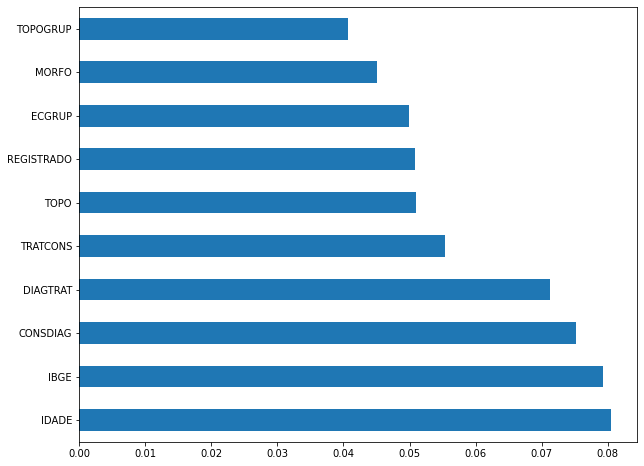 TOPOGRUP
MORFO
ECGRUP
REGISTRADO
TOPO
TRATCONS
DIAGTRAT
CONSDIAG
IBGE
IDADE
0.00 0.01 0.02 0.03 0.04 0.05 0.06 0.07 0.08